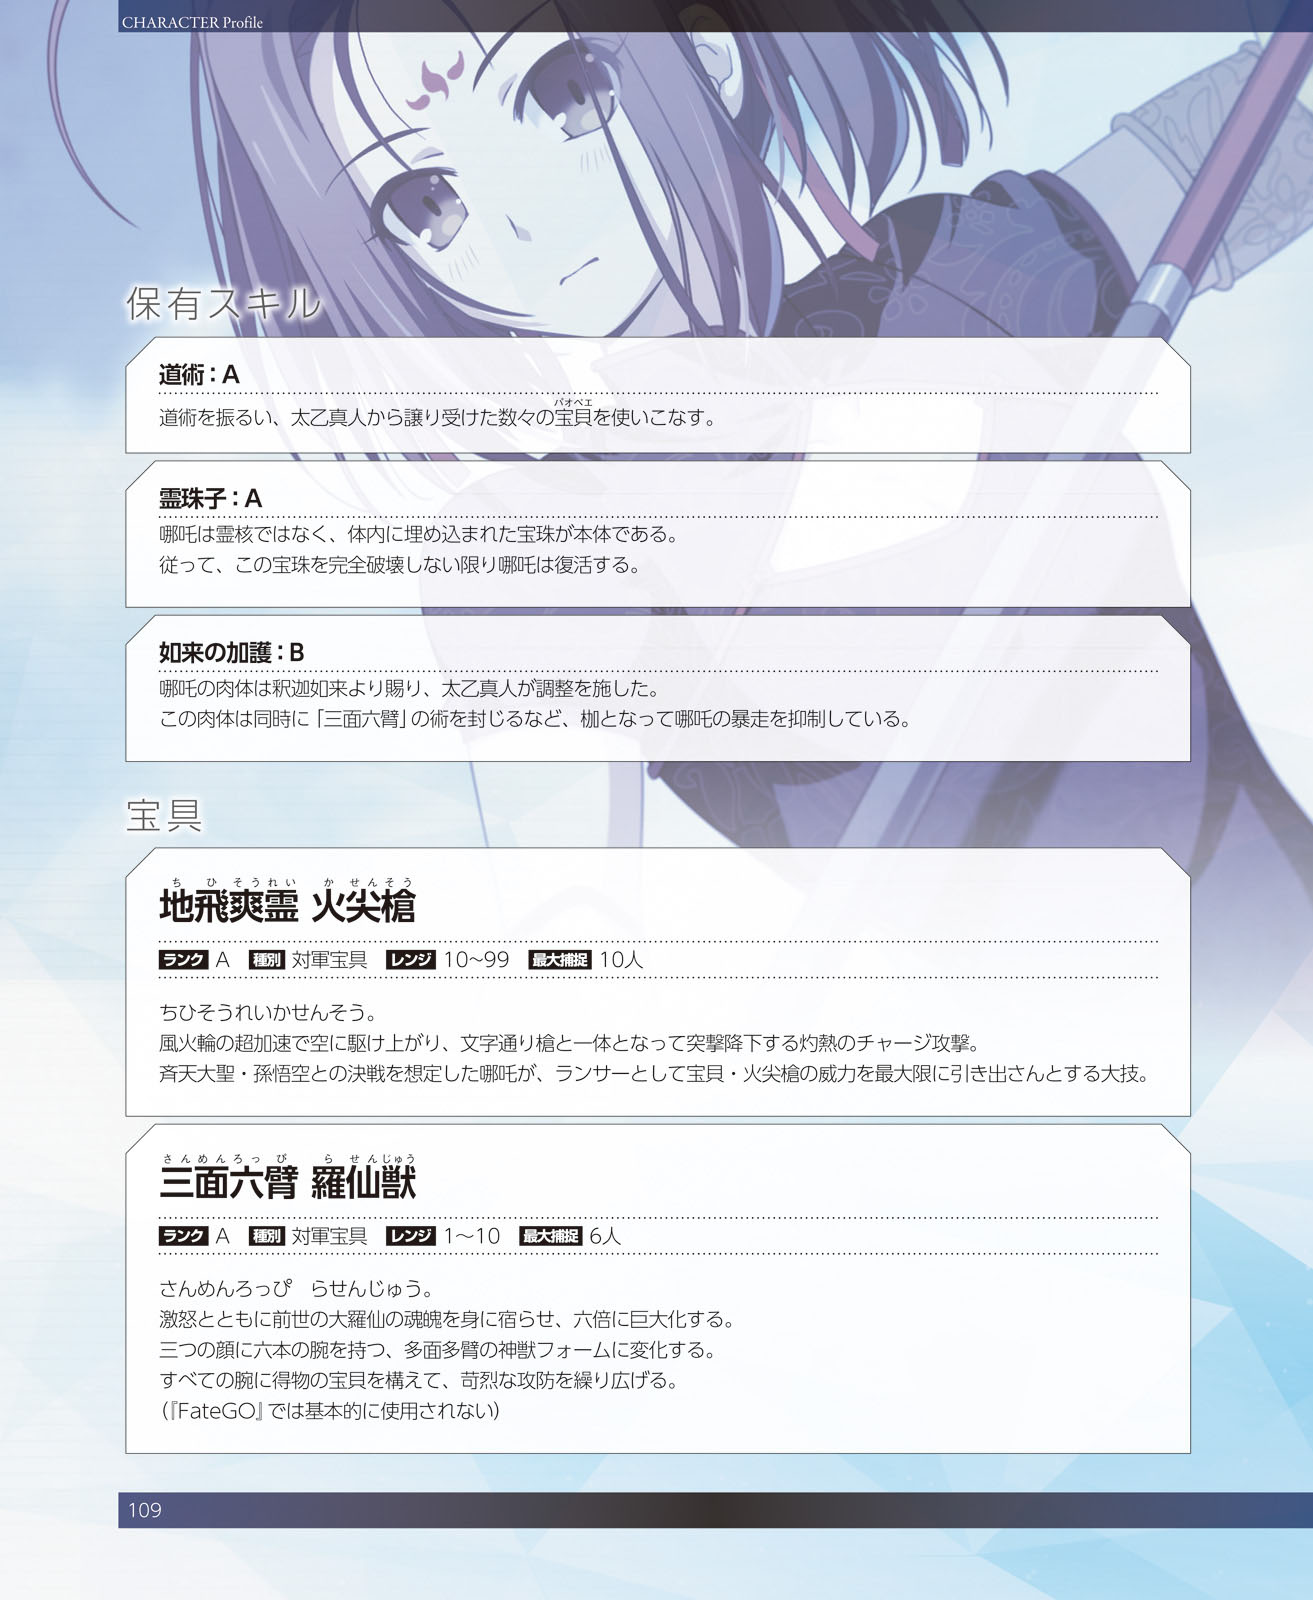 CHARACTER Profile
保有スキル
道術：A
パオペエ
道術を振るい、太乙真人から譲り受けた数々の宝貝を使いこなす。
霊珠子：A
哪吒は霊核ではなく、体内に埋め込まれた宝珠が本体である。
従って、この宝珠を完全破壊しない限り哪吒は復活する。
如来の加護：B
哪吒の肉体は釈迦如来より賜り、太乙真人が調整を施した。
この肉体は同時に「三面六臂」の術を封じるなど、枷となって哪吒の暴走を抑制している。
宝具
ちひそうれい かせんそう
地飛爽霊 火尖槍
ランク A 種別 対軍宝具 レンジ 10〜99 最大捕捉 10人
ちひそうれいかせんそう。
風火輪の超加速で空に駆け上がり、文字通り槍と一体となって突撃降下する灼熱のチャージ攻撃。
斉天大聖・孫悟空との決戦を想定した哪吒が、ランサーとして宝貝・火尖槍の威力を最大限に引き出さんとする大技。
さんめんろっぴ らせんじゅう
三面六臂 羅仙獣
ランク A 種別 対軍宝具 レンジ 1〜10 最大捕捉 6人
さんめんろっぴ　らせんじゅう。
激怒とともに前世の大羅仙の魂魄を身に宿らせ、六倍に巨大化する。
三つの顔に六本の腕を持つ、多面多臂の神獣フォームに変化する。
すべての腕に得物の宝貝を構えて、苛烈な攻防を繰り広げる。
（『FateGO』では基本的に使用されない）
109